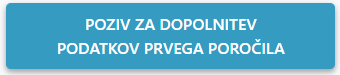 POZIV ZA DOPOLNITEV
PODATKOV PRVEGA POROČILA